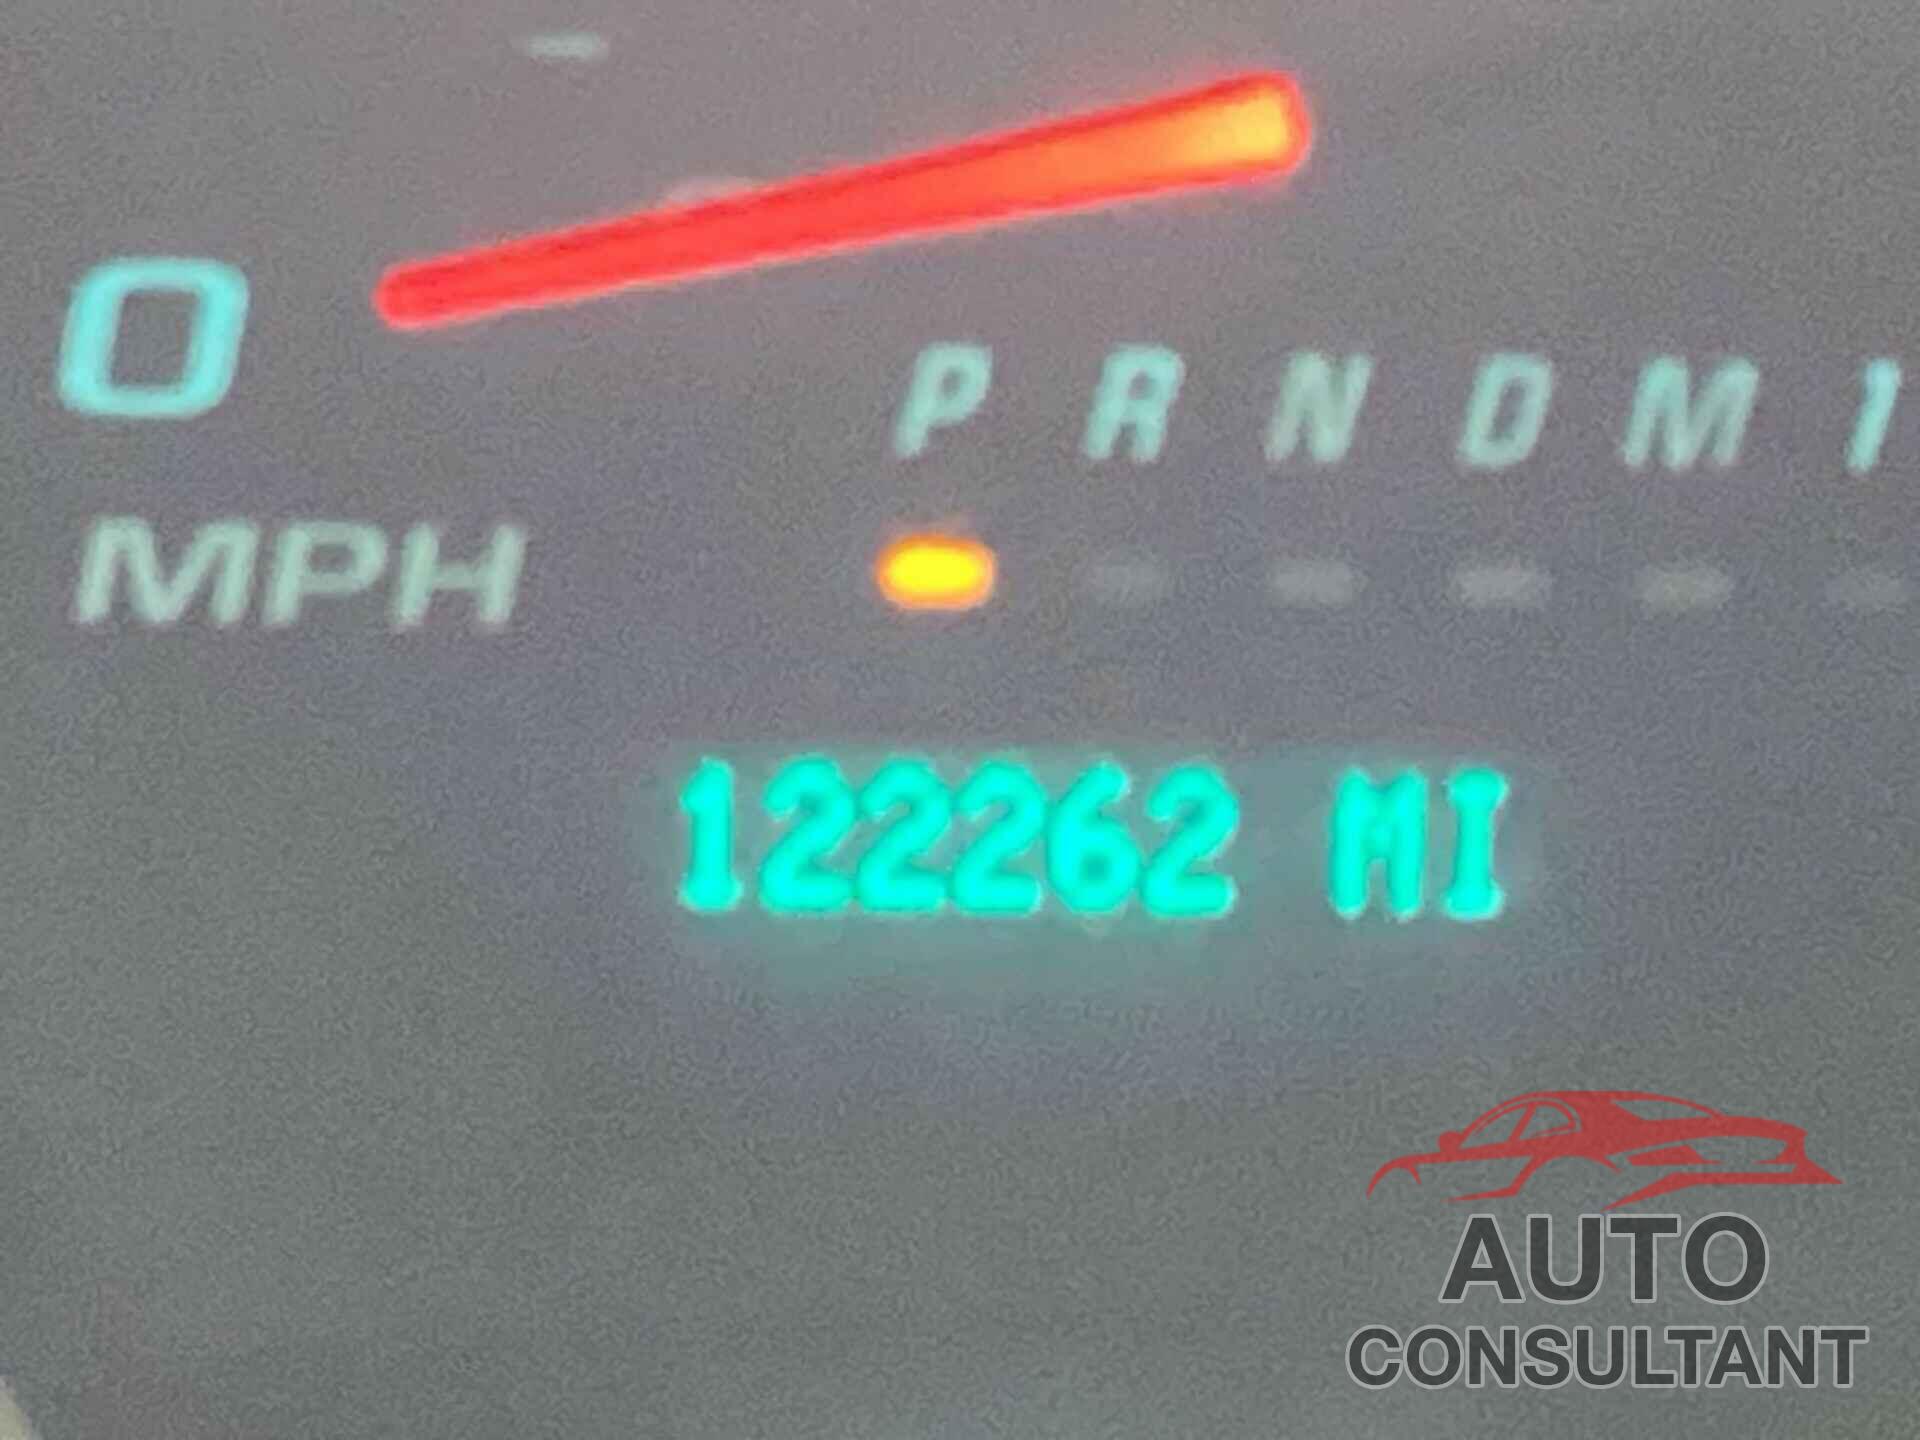 0
P R N D M 1
MPH
122262 MI
AUTO
CONSULTANT